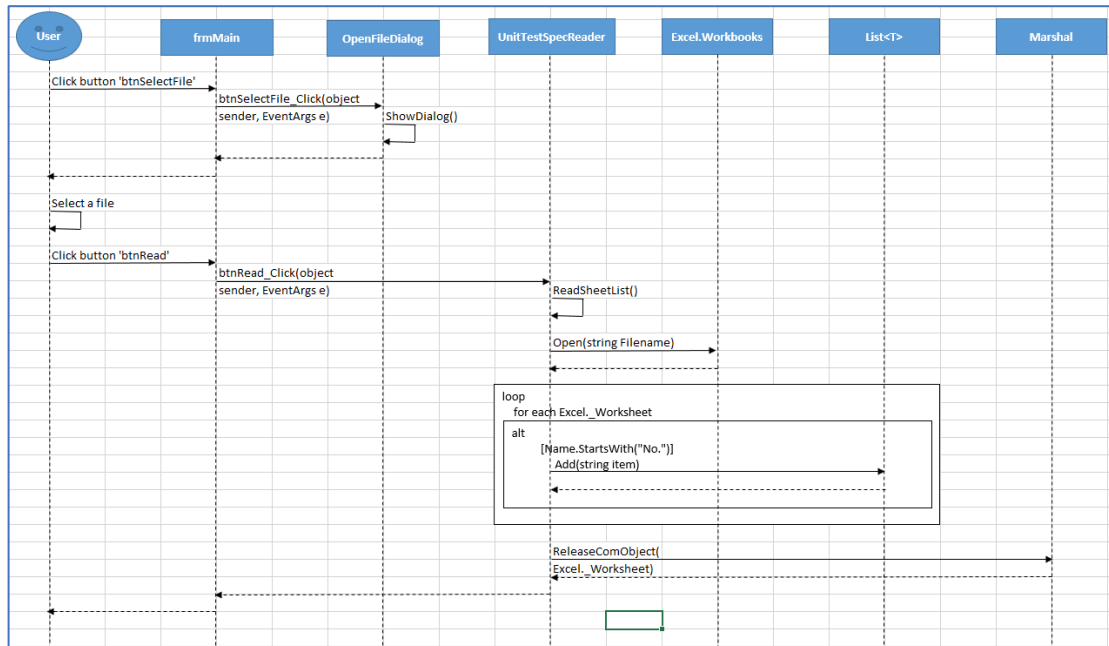 User
frmMain
OpenFileDialog
UnitTestSpecReader
Excel.Workbooks
List<T>
Marshal
Click button 'btnSelectFile'
btnSelectFile_Click(object
sender, EventArgs e)
ShowDialog()
Select a file
Click button 'btnRead'
btnRead_Click(object
sender, EventArgs e)
ReadSheetList()
Open(string Filename)
loop
for each Excel._Worksheet
alt
[Name.StartsWith("No.")]
Add(string item)
ReleaseComObject(
Excel._Worksheet)